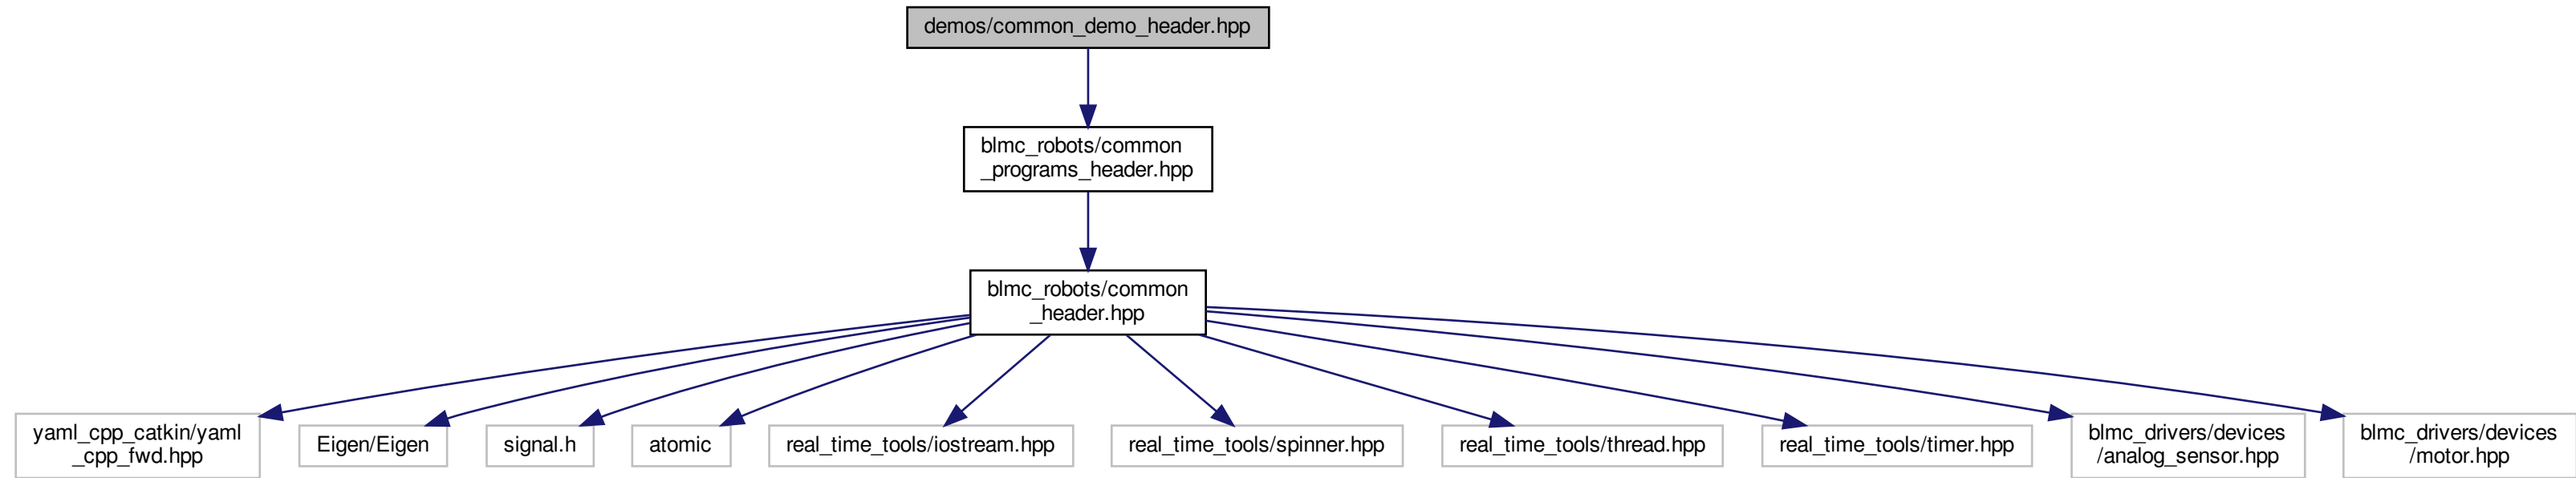 demos/common_demo_header.hpp
blmc_robots/common
_programs_header.hpp
blmc_robots/common
_header.hpp
yaml_cpp_catkin/yaml
_cpp_fwd.hpp
Eigen/Eigen
signal.h
atomic
real_time_tools/iostream.hpp
real_time_tools/spinner.hpp
real_time_tools/thread.hpp
real_time_tools/timer.hpp
blmc_drivers/devices
/analog_sensor.hpp
blmc_drivers/devices
/motor.hpp